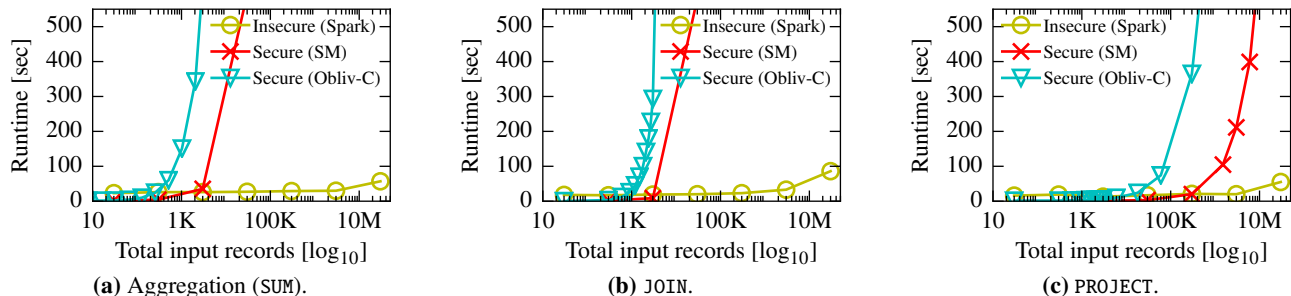 Runtime [sec]
500
400
300
200
100
0
Insecure (Spark)
Secure (SM)
Secure (Obliv-C)
10 1K 100K 10M
Total input records [log10]
(a) Aggregation (SUM).
Runtime [sec]
500
400
300
200
100
0
Insecure (Spark)
Secure (SM)
Secure (Obliv-C)
10 1K 100K 10M
Total input records [log10]
(b) JOIN.
Runtime [sec]
500
400
300
200
100
0
Insecure (Spark)
Secure (SM)
Secure (Obliv-C)
10 1K 100K 10M
Total input records [log10]
(c) PROJECT.